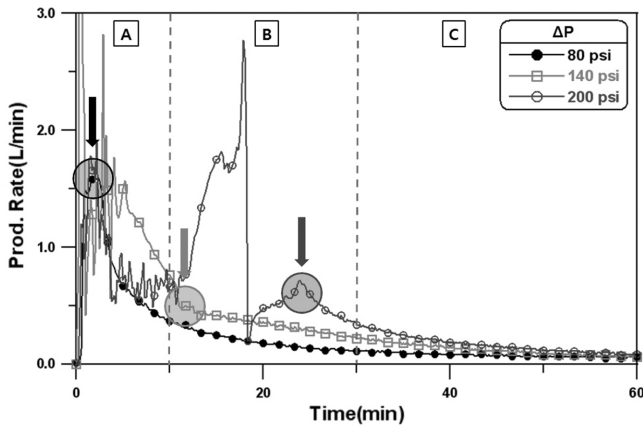 3.0
A
B
C
ΔP
80 psi
140 psi
200 psi
2.0
Prod. Rate(L/min)
1.0
0.0
0
20
40
60
Time(min)